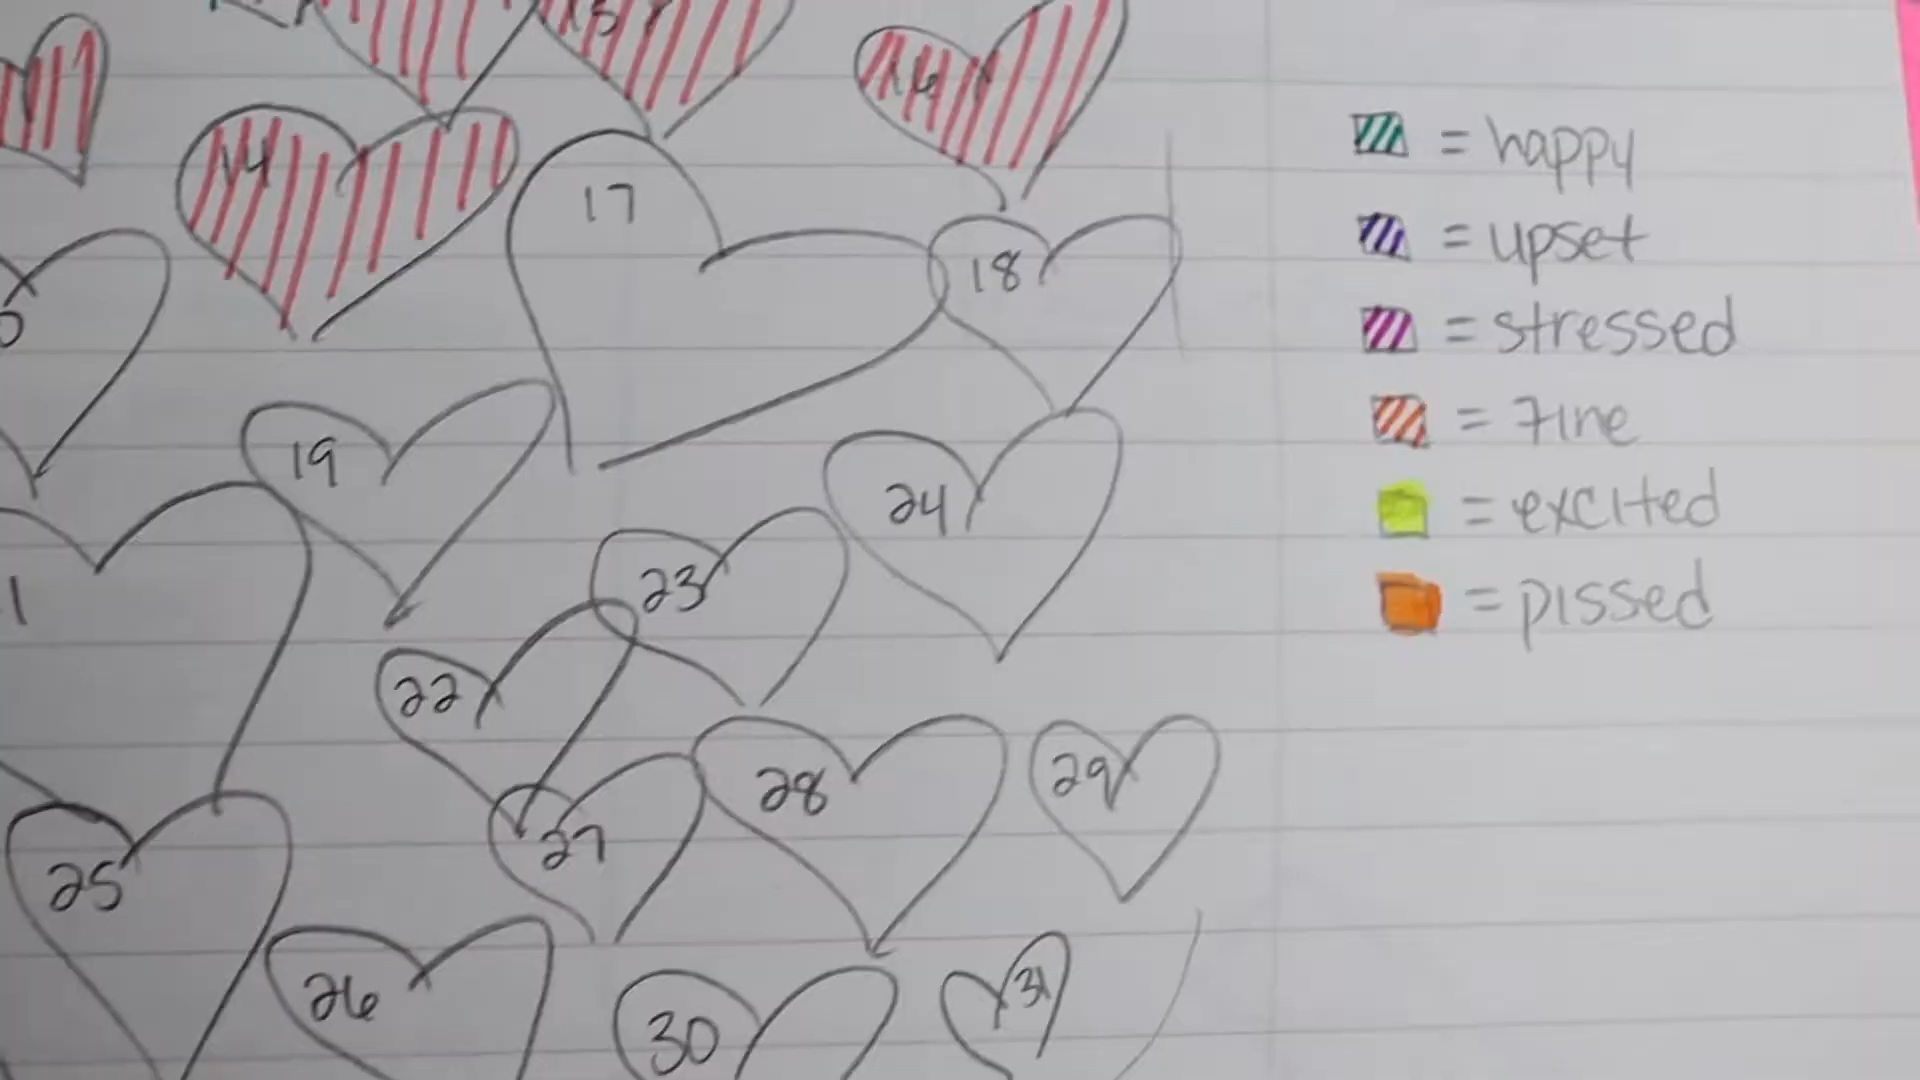 15
16
= happy
14
17
= upset
18
= stressed
= fine
19
24
= excited
23
= pissed
22
28
29
27
25
26
31
30